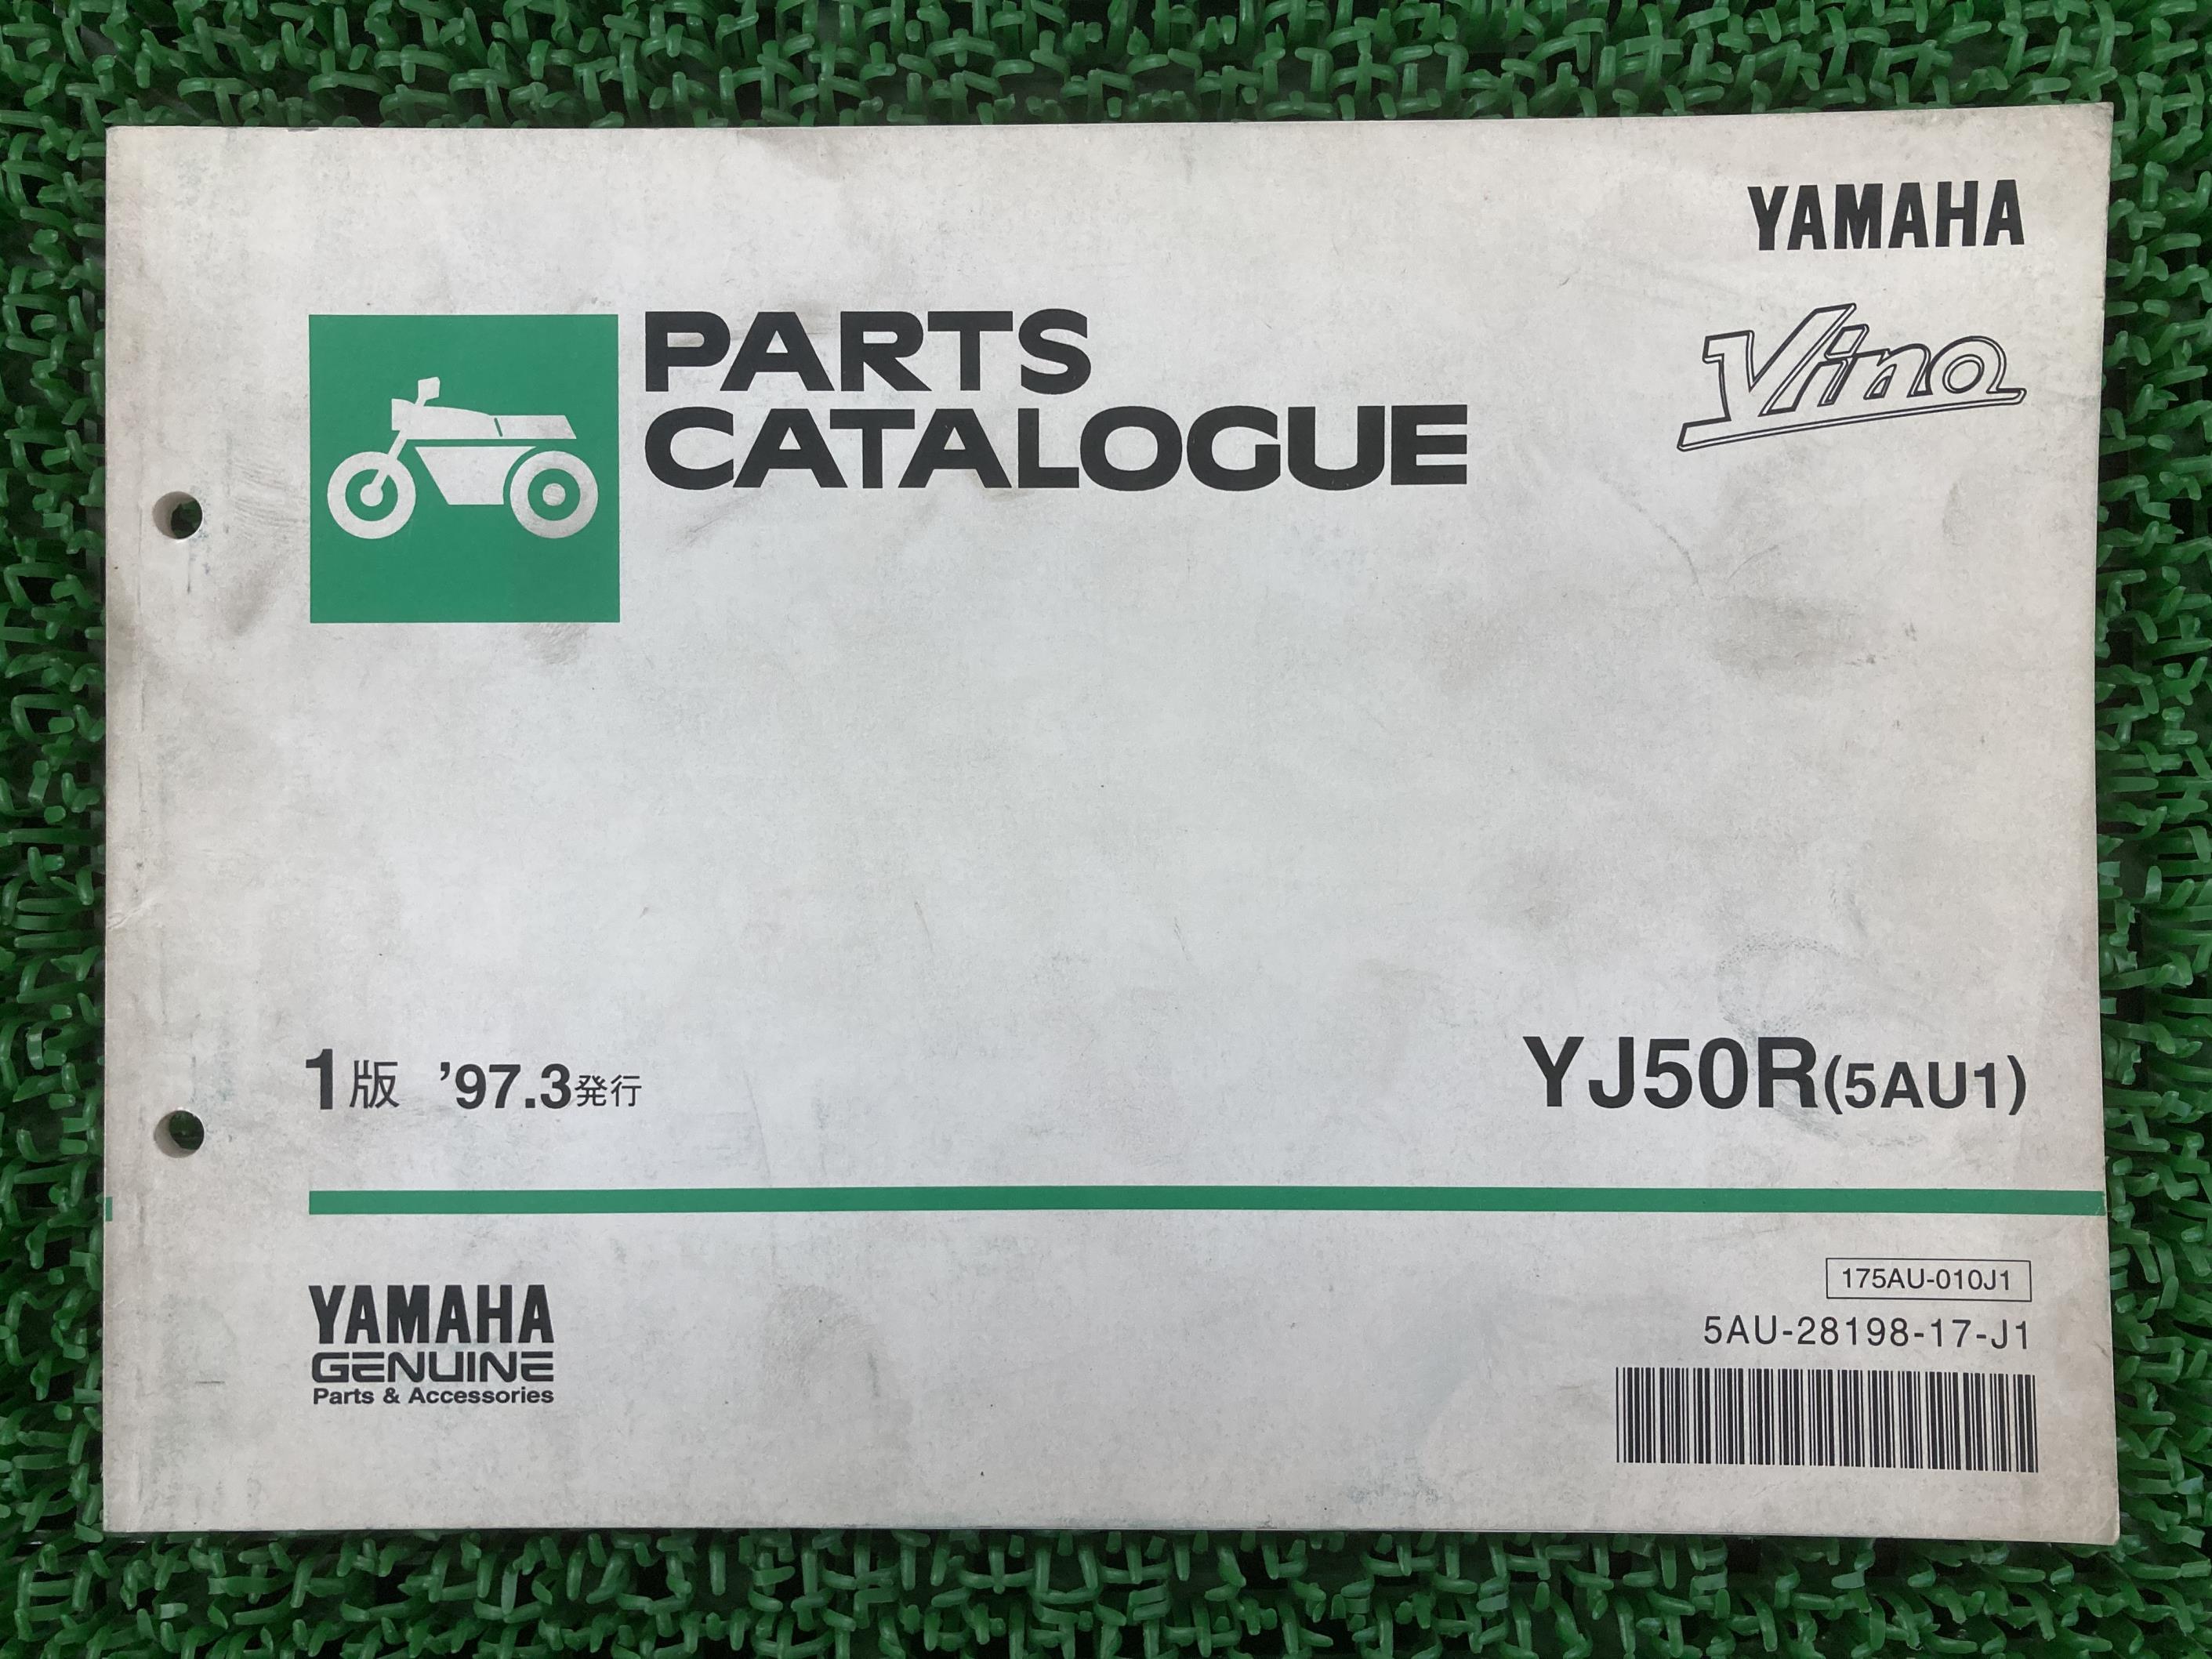 YAMAHA
Vino
PARTS
CATALOGUE
1版 '97.3発行
YJ50R(5AU1)
YAMAHA
GENUINE
Parts & Accessories
175AU-010J1
5AU-28198-17-J1